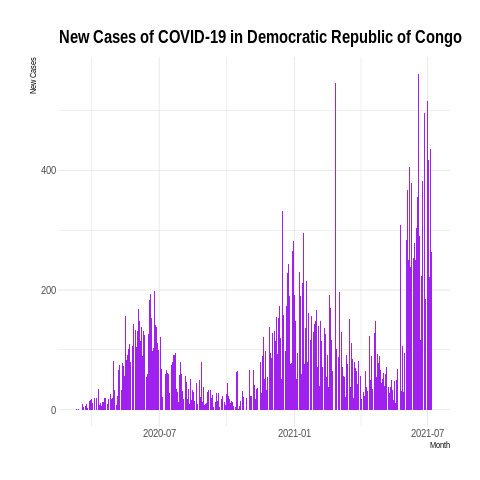 New Cases of COVID-19 in Democratic Republic of Congo
New Cases
400
200
0
2020-07
2021-01
2021-07
Month